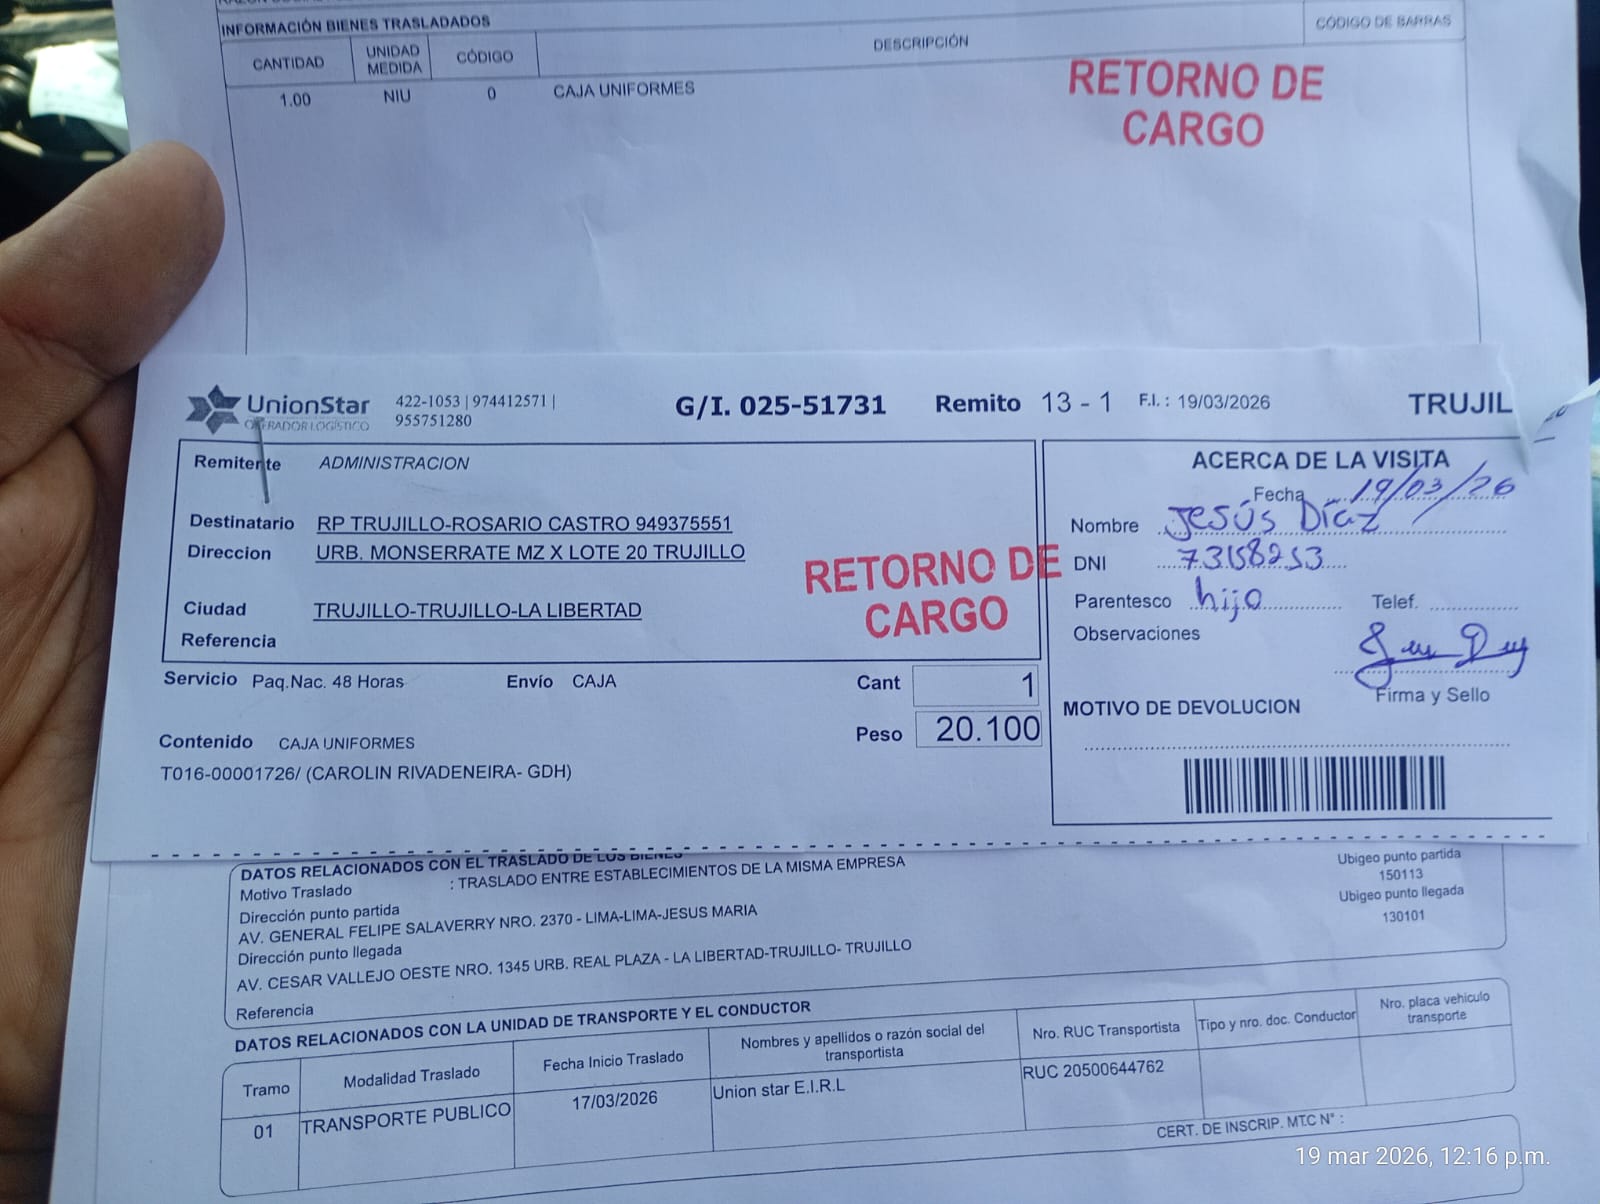 INFORMACIÓN BIENES TRASLADADOS
CÓDIGO DE BARRAS
CANTIDAD
UNIDAD MEDIDA
CÓDIGO
DESCRIPCIÓN
1.00
NIU
0
CAJA UNIFORMES
RETORNO DE
CARGO
UnionStar
OPERADOR LOGÍSTICO
422-1053 | 974412571 |
955751280
G/I. 025-51731
Remito 13 - 1
F.I. : 19/03/2026
TRUJIL
Remitente ADMINISTRACION
Destinatario RP TRUJILLO-ROSARIO CASTRO 949375551
Direccion URB. MONSERRATE MZ X LOTE 20 TRUJILLO
Ciudad TRUJILLO-TRUJILLO-LA LIBERTAD
Referencia
RETORNO DE
CARGO
ACERCA DE LA VISITA
Fecha 19/03/26
Nombre Jesús Díaz
DNI 73158253
Parentesco hijo
Telef.
Observaciones
Firma y Sello
MOTIVO DE DEVOLUCION
Servicio Paq.Nac. 48 Horas
Envío CAJA
Cant 1
Peso 20.100
Contenido CAJA UNIFORMES
T016-00001726/ (CAROLIN RIVADENEIRA- GDH)
DATOS RELACIONADOS CON EL TRASLADO DE LOS BIENES
Motivo Traslado : TRASLADO ENTRE ESTABLECIMIENTOS DE LA MISMA EMPRESA
Dirección punto partida
AV. GENERAL FELIPE SALAVERRY NRO. 2370 - LIMA-LIMA-JESUS MARIA
Dirección punto llegada
AV. CESAR VALLEJO OESTE NRO. 1345 URB. REAL PLAZA - LA LIBERTAD-TRUJILLO- TRUJILLO
Referencia
Ubigeo punto partida
150113
Ubigeo punto llegada
130101
DATOS RELACIONADOS CON LA UNIDAD DE TRANSPORTE Y EL CONDUCTOR
Tramo
Modalidad Traslado
Fecha Inicio Traslado
Nombres y apellidos o razón social del transportista
Nro. RUC Transportista
Tipo y nro. doc. Conductor
Nro. placa vehiculo transporte
01
TRANSPORTE PUBLICO
17/03/2026
Union star E.I.R.L
RUC 20500644762
CERT. DE INSCRIP. MTC N° :
19 mar 2026, 12:16 p.m.